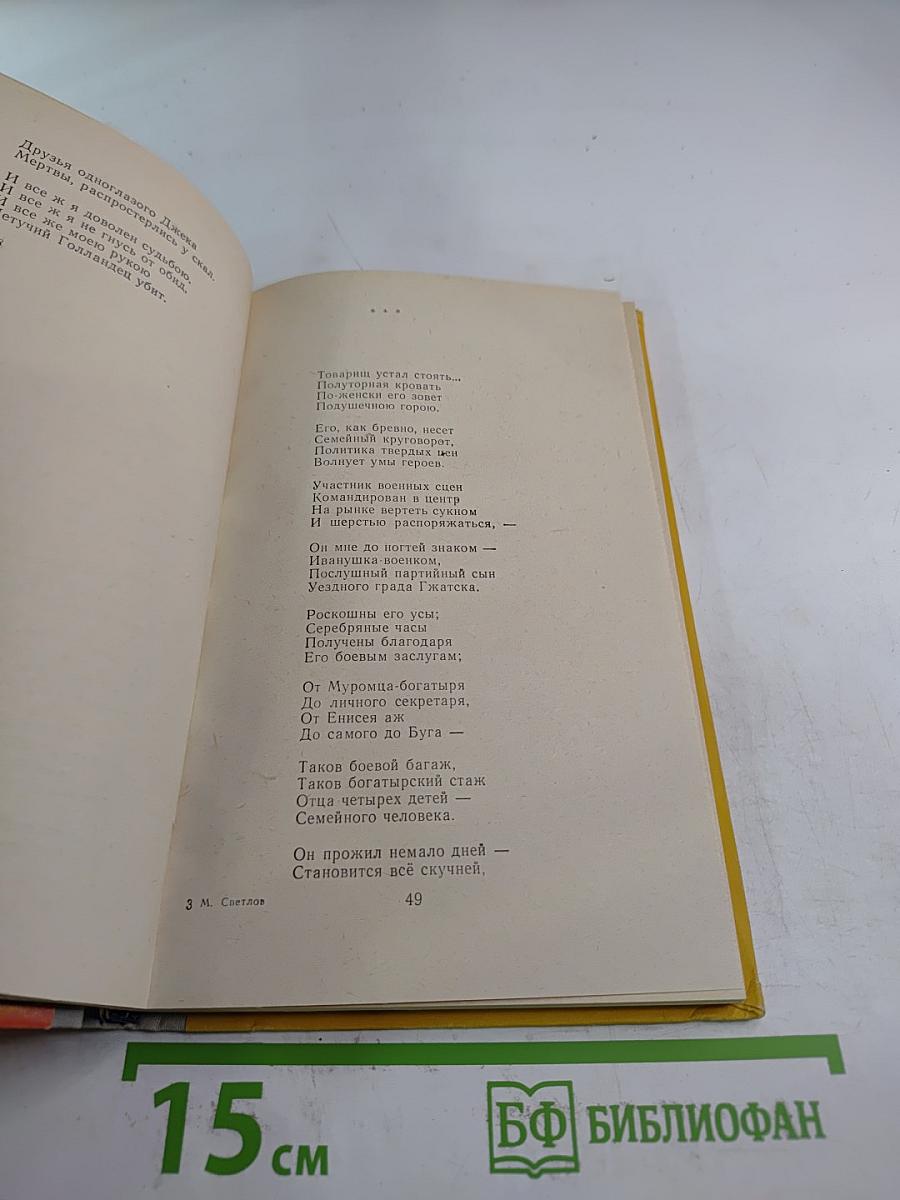 Друзья одноглазого Джека
Мертвы, распростерлись у скал.
И все ж я доволен судьбою,
И все ж я не гнусь от обид,
И все же моею рукою
Летучий Голландец убит.
* * *
Товарищ устал стоять...
Полуторная кровать
По-женски его зовет
Подушечною горою.
Его, как бревно, несет
Семейный круговорот,
Политика твердых цен
Волнует умы героев.
Участник военных сцен
Командирован в центр
На рынке вертеть сукном
И шерстью распоряжаться, —
Он мне до ногтей знаком —
Иванушка-военком,
Послушный партийный сын
Уездного града Гжатска.
Роскошны его усы;
Серебряные часы
Получены благодаря
Его боевым заслугам;
От Муромца-богатыря
До личного секретаря,
От Енисея аж
До самого до Буга —
Таков боевой багаж,
Таков богатырский стаж
Отца четырех детей —
Семейного человека.
Он прожил немало дней —
Становится всё скучней,
3 М. Светлов
49
15 см
БФ БИБЛИОФАН